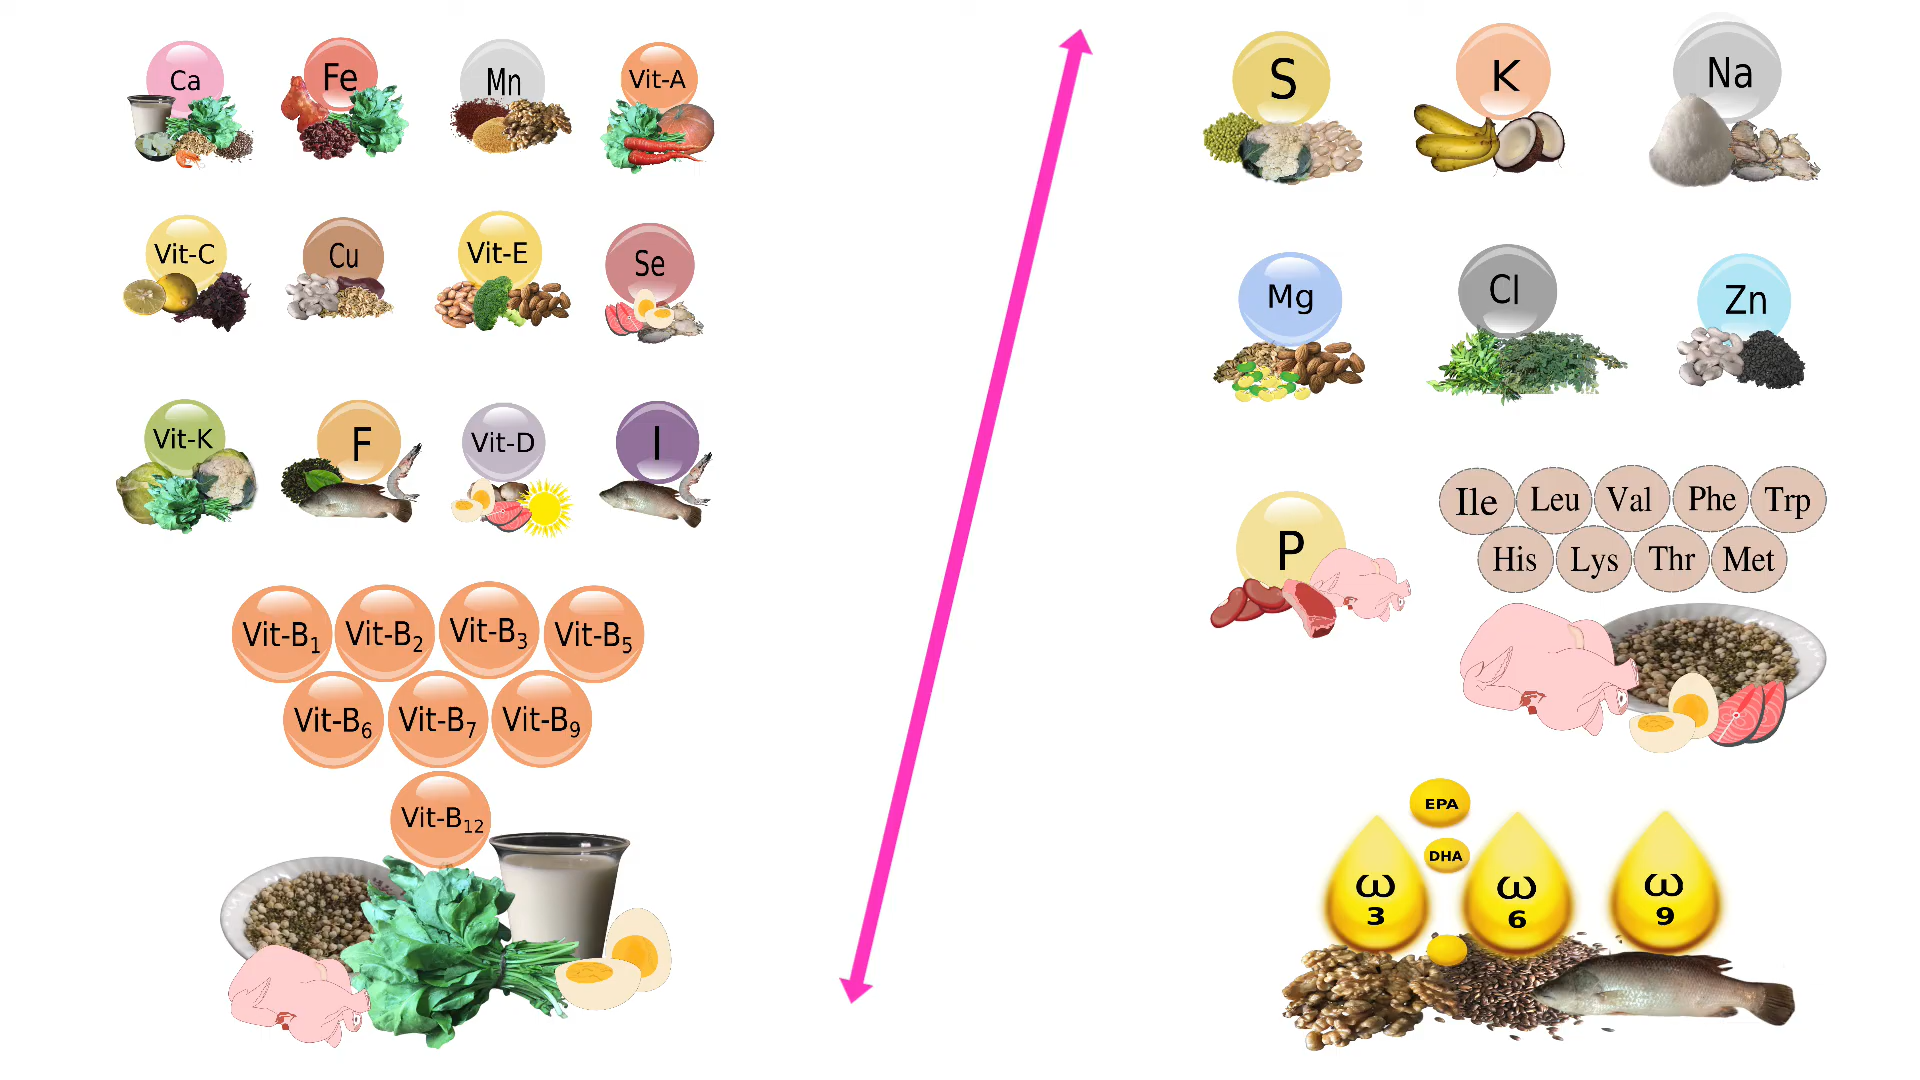 Ca
Fe
Mn
Vit-A
Vit-C
Cu
Vit-E
Se
Vit-K
F
Vit-D
I
Vit-B₁
Vit-B₂
Vit-B₃
Vit-B₅
Vit-B₆
Vit-B₇
Vit-B₉
Vit-B₁₂
S
K
Na
Mg
Cl
Zn
P
Ile
Leu
Val
Phe
Trp
His
Lys
Thr
Met
EPA
DHA
ω
3
ω
6
ω
9